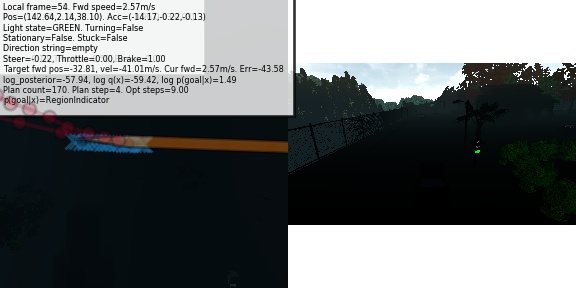 Local frame=54. Fwd speed=2.57m/s
Pos=(142.64,2.14,38.10). Acc=(-14.17,-0.22,-0.13)
Light state=GREEN. Turning=False
Stationary=False. Stuck=False
Direction string=empty
Steer=-0.22, Throttle=0.00, Brake=1.00
Target fwd pos=-32.81, vel=-41.01m/s. Cur fwd=2.57m/s. Err=-43.58
log_posterior=-57.94, log q(x)=-59.42, log p(goal|x)=1.49
Plan count=170. Plan step=4. Opt steps=9.00
p(goal|x)=RegionIndicator